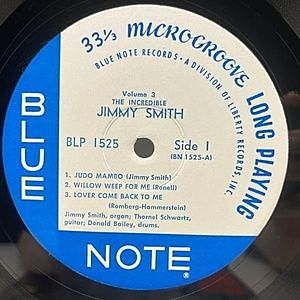 33 1/3 MICROGROOVE LONG PLAYING
BLUE NOTE RECORDS • A DIVISION OF LIBERTY RECORDS, INC.
Volume 3
THE INCREDIBLE
JIMMY SMITH
BLP 1525 Side 1
(BN 1525-A)
1. JUDO MAMBO (Jimmy Smith)
2. WILLOW WEEP FOR ME (Ronell)
3. LOVER COME BACK TO ME
(Romberg-Hammerstein)
Jimmy Smith, organ; Thornel Schwartz,
guitar; Donald Bailey, drums.
BLUE
NOTE ®